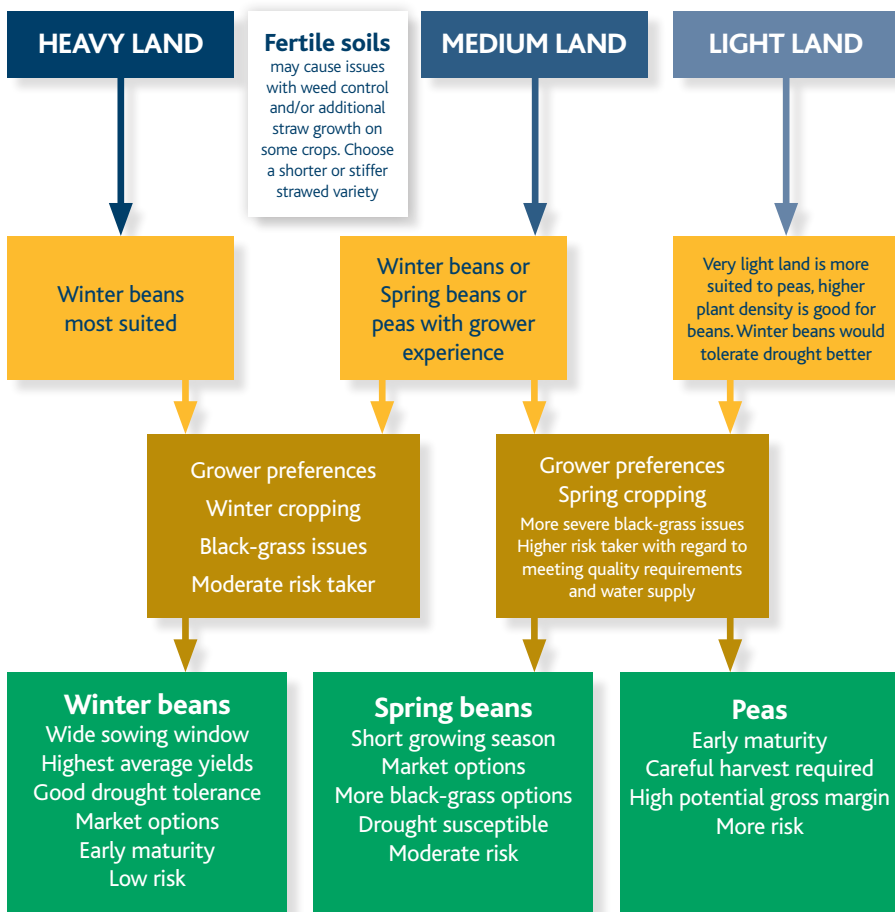 HEAVY LAND
Fertile soils
may cause issues
with weed control
and/or additional
straw growth on
some crops. Choose
a shorter or stiffer
strawed variety
MEDIUM LAND
LIGHT LAND
Winter beans
most suited
Winter beans or
Spring beans or
peas with grower
experience
Very light land is more
suited to peas, higher
plant density is good for
beans. Winter beans would
tolerate drought better
Grower preferences
Winter cropping
Black-grass issues
Moderate risk taker
Grower preferences
Spring cropping
More severe black-grass issues
Higher risk taker with regard to
meeting quality requirements
and water supply
Winter beans
Wide sowing window
Highest average yields
Good drought tolerance
Market options
Early maturity
Low risk
Spring beans
Short growing season
Market options
More black-grass options
Drought susceptible
Moderate risk
Peas
Early maturity
Careful harvest required
High potential gross margin
More risk